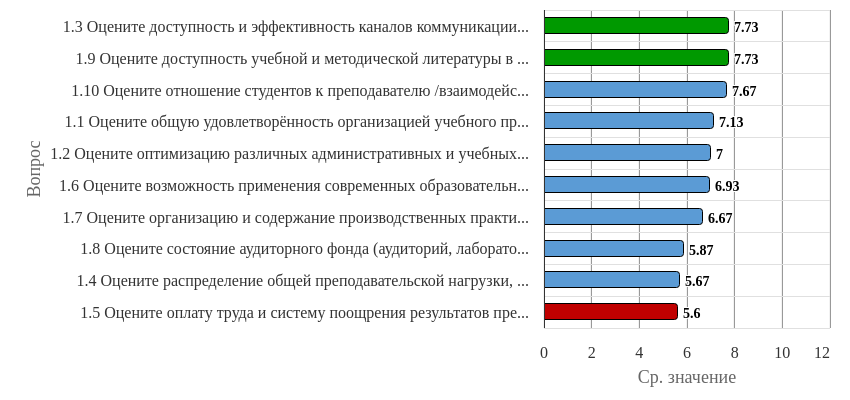 1.3 Оцените доступность и эффективность каналов коммуникации... 7.73
1.9 Оцените доступность учебной и методической литературы в ... 7.73
1.10 Оцените отношение студентов к преподавателю /взаимодейс... 7.67
1.1 Оцените общую удовлетворённость организацией учебного пр... 7.13
1.2 Оцените оптимизацию различных административных и учебных... 7
1.6 Оцените возможность применения современных образовательн... 6.93
1.7 Оцените организацию и содержание производственных практи... 6.67
1.8 Оцените состояние аудиторного фонда (аудиторий, лаборато... 5.87
1.4 Оцените распределение общей преподавательской нагрузки, ... 5.67
1.5 Оцените оплату труда и систему поощрения результатов пре... 5.6
Вопрос
0 2 4 6 8 10 12
Ср. значение